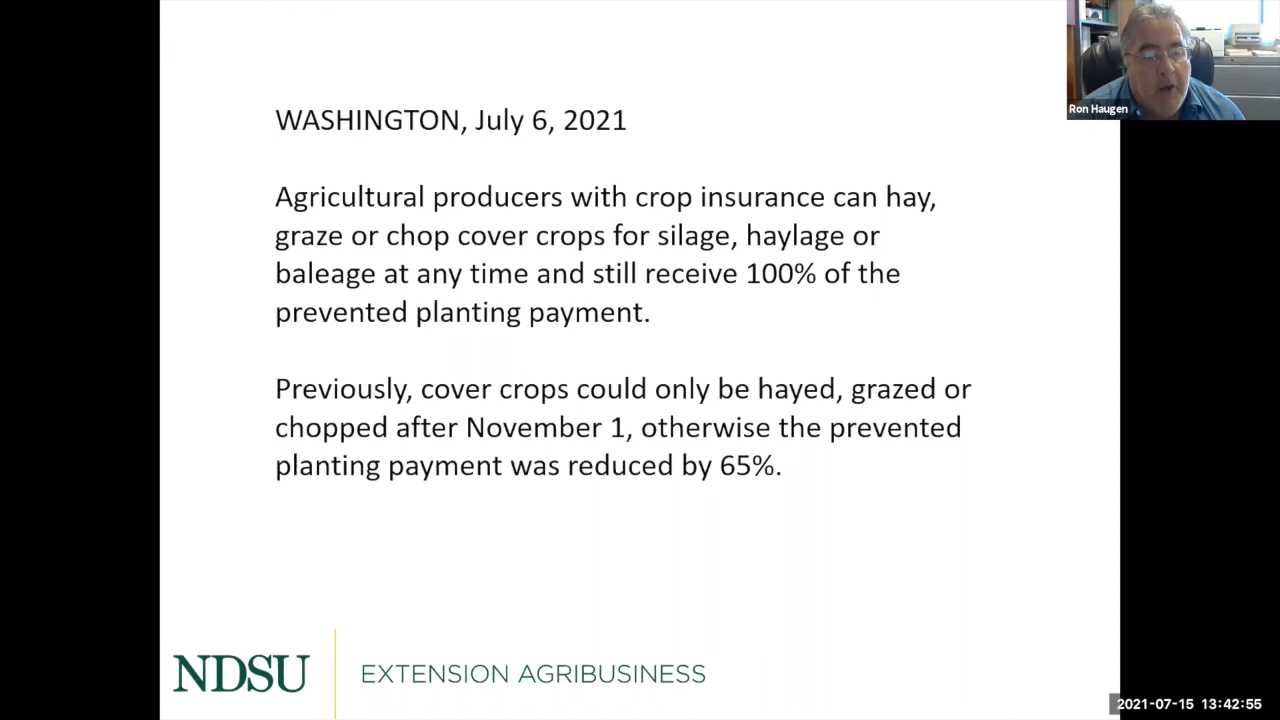 WASHINGTON, July 6, 2021
Agricultural producers with crop insurance can hay,
graze or chop cover crops for silage, haylage or
baleage at any time and still receive 100% of the
prevented planting payment.
Previously, cover crops could only be hayed, grazed or
chopped after November 1, otherwise the prevented
planting payment was reduced by 65%.
Ron Haugen
NDSU EXTENSION AGRIBUSINESS
2021-07-15 13:42:55